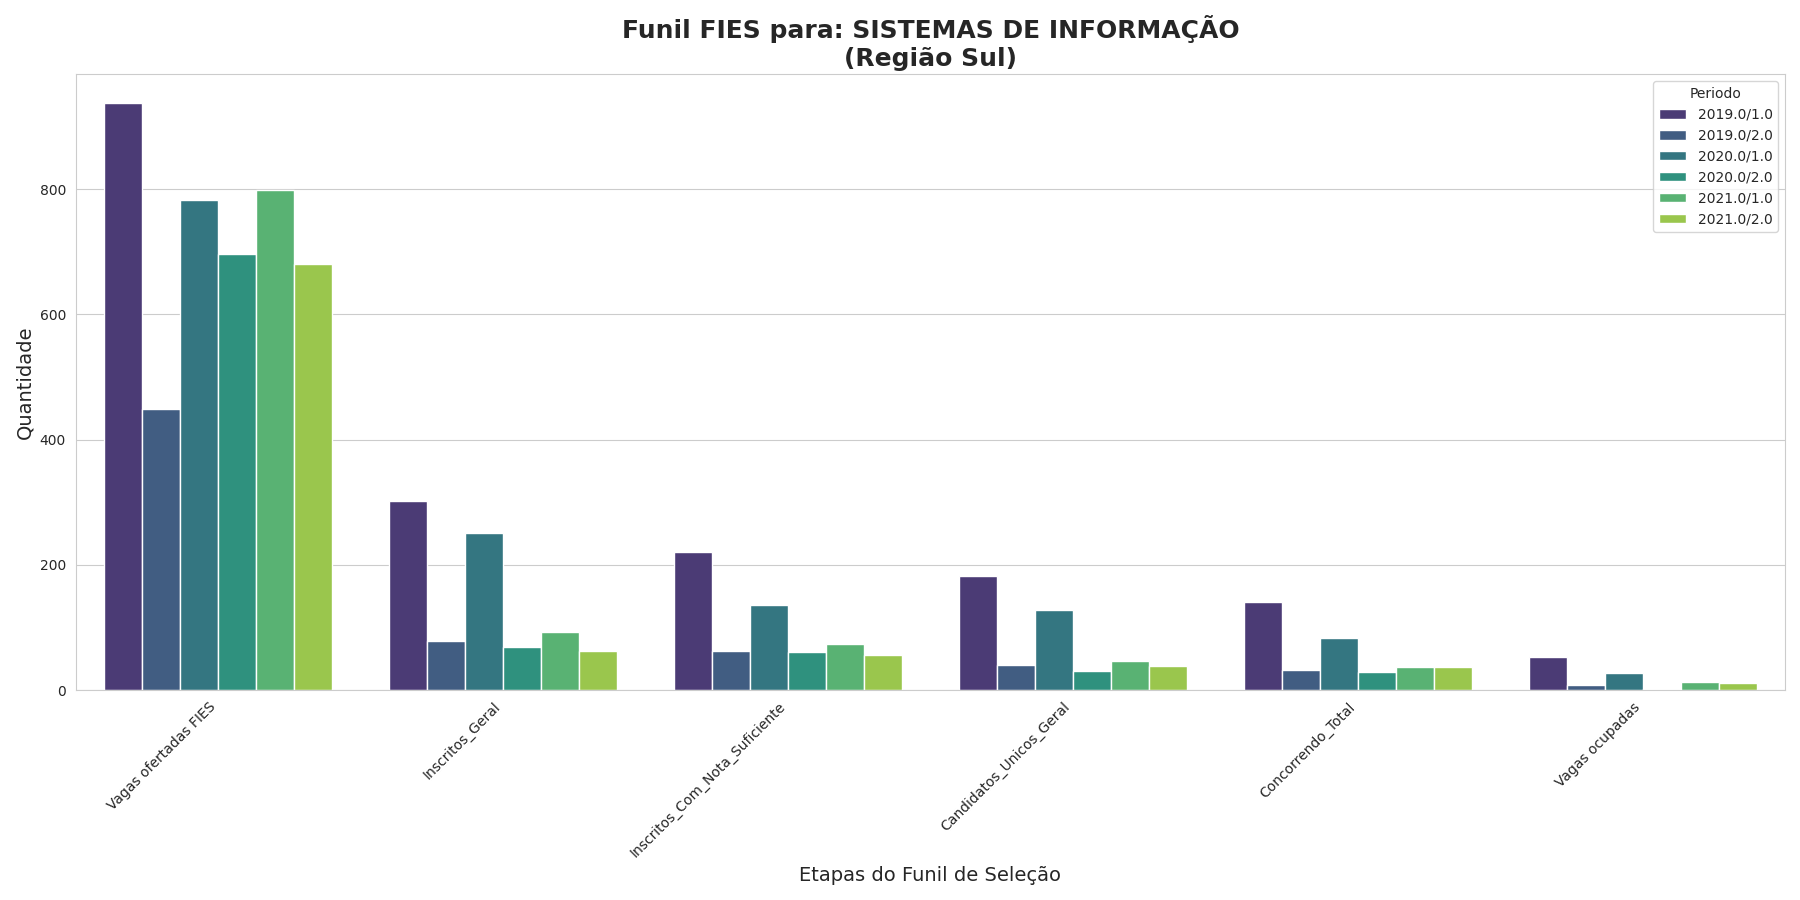 Funil FIES para: SISTEMAS DE INFORMAÇÃO
(Região Sul)
Periodo
2019.0/1.0
2019.0/2.0
2020.0/1.0
2020.0/2.0
2021.0/1.0
2021.0/2.0
Quantidade
800
600
400
200
0
Vagas ofertadas FIES
Inscritos_Geral
Inscritos_Com_Nota_Suficiente
Candidatos_Unicos_Geral
Concorrendo_Total
Vagas ocupadas
Etapas do Funil de Seleção